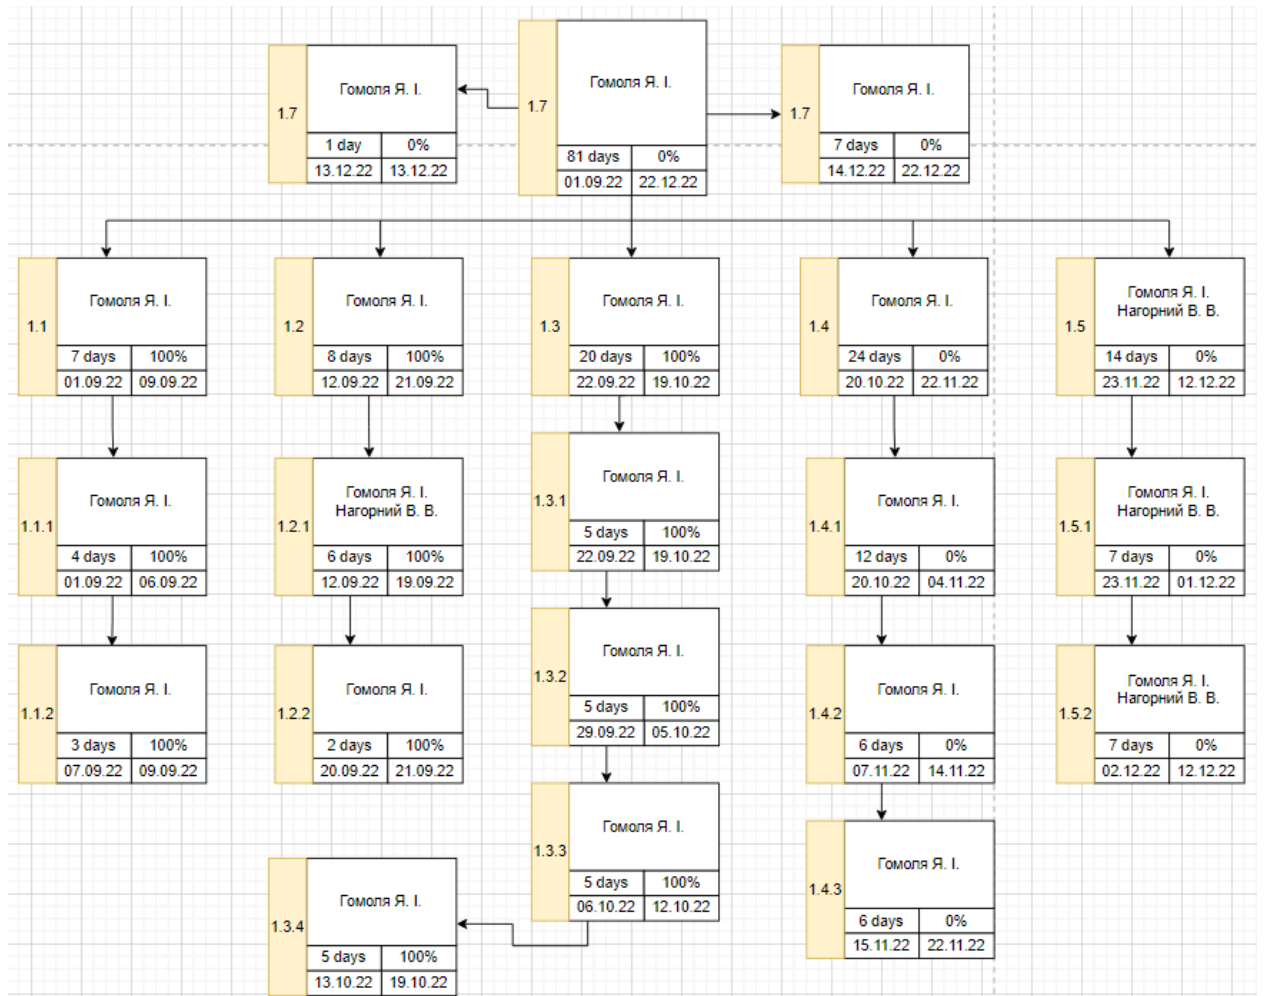 1.7
Гомоля Я. І.
1 day 0%
13.12.22 13.12.22
1.7
Гомоля Я. І.
81 days 0%
01.09.22 22.12.22
1.7
Гомоля Я. І.
7 days 0%
14.12.22 22.12.22
1.1
Гомоля Я. І.
7 days 100%
01.09.22 09.09.22
1.2
Гомоля Я. І.
8 days 100%
12.09.22 21.09.22
1.3
Гомоля Я. І.
20 days 100%
22.09.22 19.10.22
1.4
Гомоля Я. І.
24 days 0%
20.10.22 22.11.22
1.5
Гомоля Я. І.
Нагорний В. В.
14 days 0%
23.11.22 12.12.22
1.1.1
Гомоля Я. І.
4 days 100%
01.09.22 06.09.22
1.2.1
Гомоля Я. І.
Нагорний В. В.
6 days 100%
12.09.22 19.09.22
1.3.1
Гомоля Я. І.
5 days 100%
22.09.22 19.10.22
1.4.1
Гомоля Я. І.
12 days 0%
20.10.22 04.11.22
1.5.1
Гомоля Я. І.
Нагорний В. В.
7 days 0%
23.11.22 01.12.22
1.1.2
Гомоля Я. І.
3 days 100%
07.09.22 09.09.22
1.2.2
Гомоля Я. І.
2 days 100%
20.09.22 21.09.22
1.3.2
Гомоля Я. І.
5 days 100%
29.09.22 05.10.22
1.4.2
Гомоля Я. І.
6 days 0%
07.11.22 14.11.22
1.5.2
Гомоля Я. І.
Нагорний В. В.
7 days 0%
02.12.22 12.12.22
1.3.3
Гомоля Я. І.
5 days 100%
06.10.22 12.10.22
1.4.3
Гомоля Я. І.
6 days 0%
15.11.22 22.11.22
1.3.4
Гомоля Я. І.
5 days 100%
13.10.22 19.10.22